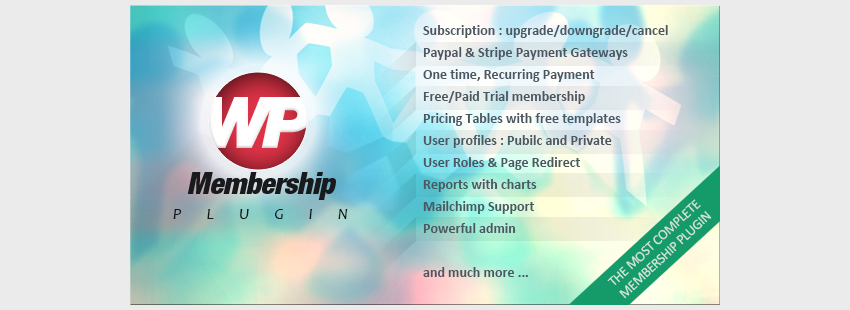 WP
Membership
PLUGIN
Subscription : upgrade/downgrade/cancel
Paypal & Stripe Payment Gateways
One time, Recurring Payment
Free/Paid Trial membership
Pricing Tables with free templates
User profiles : Pubilc and Private
User Roles & Page Redirect
Reports with charts
Mailchimp Support
Powerful admin
and much more ...
THE MOST COMPLETE
MEMBERSHIP PLUGIN